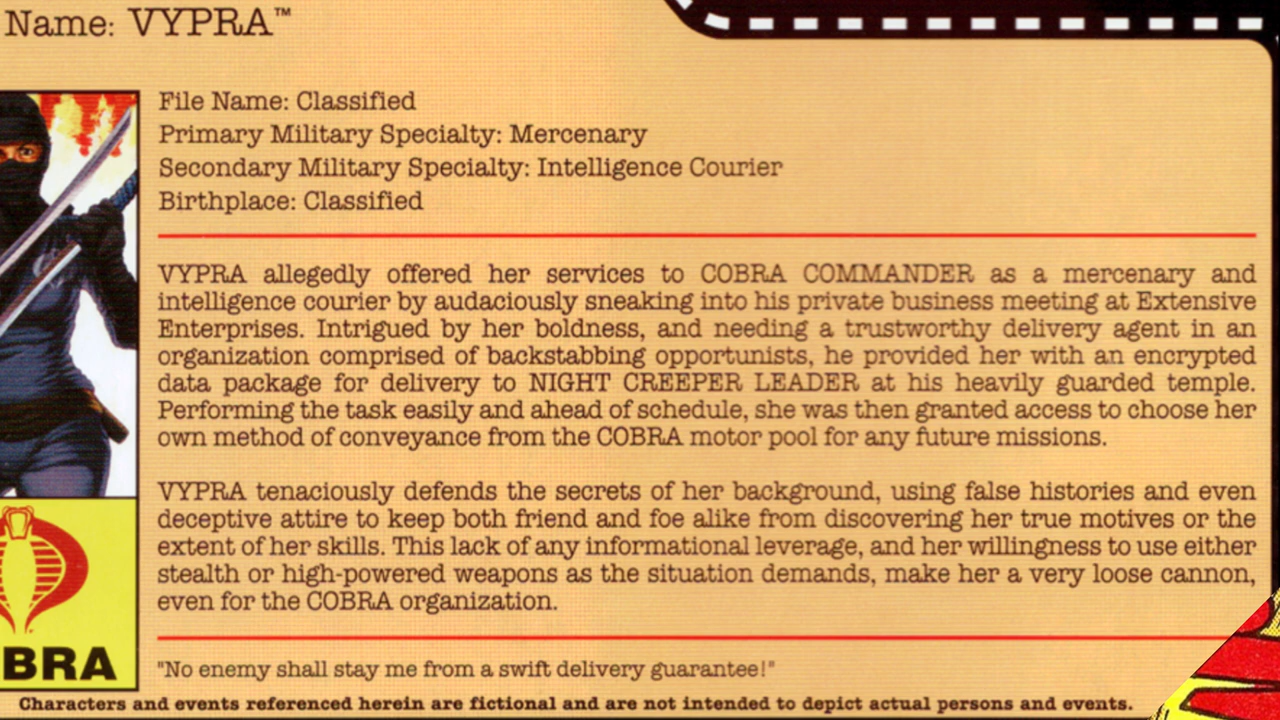 Name: VYPRA™
File Name: Classified
Primary Military Specialty: Mercenary
Secondary Military Specialty: Intelligence Courier
Birthplace: Classified
VYPRA allegedly offered her services to COBRA COMMANDER as a mercenary and
intelligence courier by audaciously sneaking into his private business meeting at Extensive
Enterprises. Intrigued by her boldness, and needing a trustworthy delivery agent in an
organization comprised of backstabbing opportunists, he provided her with an encrypted
data package for delivery to NIGHT CREEPER LEADER at his heavily guarded temple.
Performing the task easily and ahead of schedule, she was then granted access to choose her
own method of conveyance from the COBRA motor pool for any future missions.
VYPRA tenaciously defends the secrets of her background, using false histories and even
deceptive attire to keep both friend and foe alike from discovering her true motives or the
extent of her skills. This lack of any informational leverage, and her willingness to use either
stealth or high-powered weapons as the situation demands, make her a very loose cannon,
even for the COBRA organization.
BRA
"No enemy shall stay me from a swift delivery guarantee!"
Characters and events referenced herein are fictional and are not intended to depict actual persons and events.